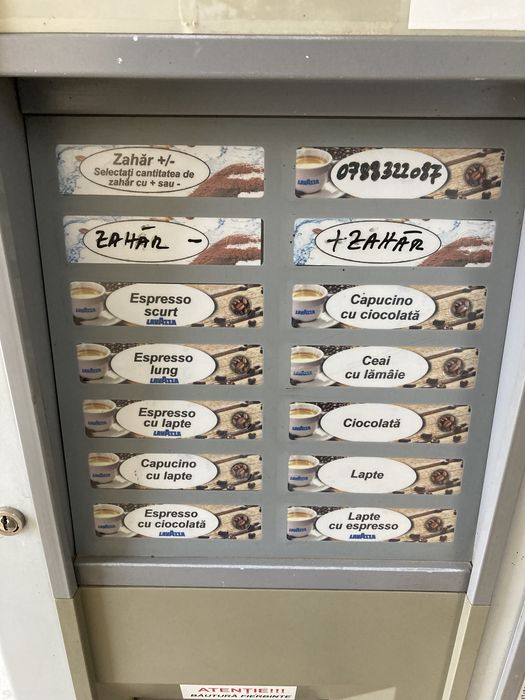 Zahăr +/-
Selectați cantitatea de
zahăr cu + sau -
LAVAZZA
0788322087
ZAHĂR -
+ZAHĂR
Espresso
scurt
LAVAZZA
Capucino
cu ciocolată
Espresso
lung
LAVAZZA
Ceai
cu lămâie
Espresso
cu lapte
LAVAZZA
Ciocolată
Capucino
cu lapte
Lapte
Espresso
cu ciocolată
LAVAZZA
Lapte
cu espresso
LAVAZZA
ATENȚIE!!!
BĂUTURĂ FIERBINTE